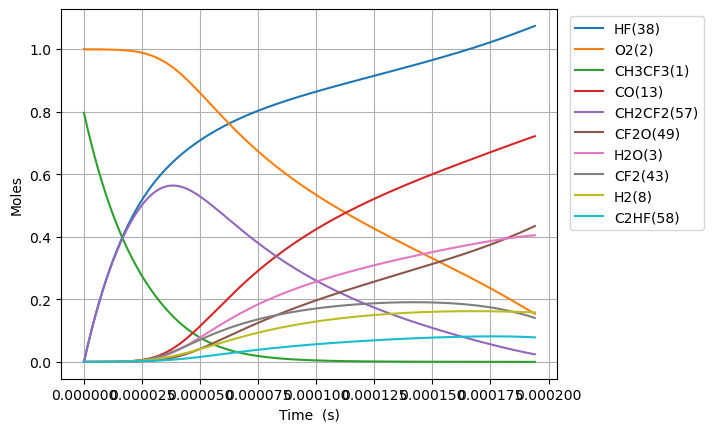 HF(38)
O2(2)
CH3CF3(1)
CO(13)
CH2CF2(57)
CF2O(49)
H2O(3)
CF2(43)
H2(8)
C2HF(58)
1.0
0.8
0.6
0.4
0.2
0.0
Moles
0.000000 0.000025 0.000050 0.000075 0.000100 0.000125 0.000150 0.000175 0.000200
Time  (s)